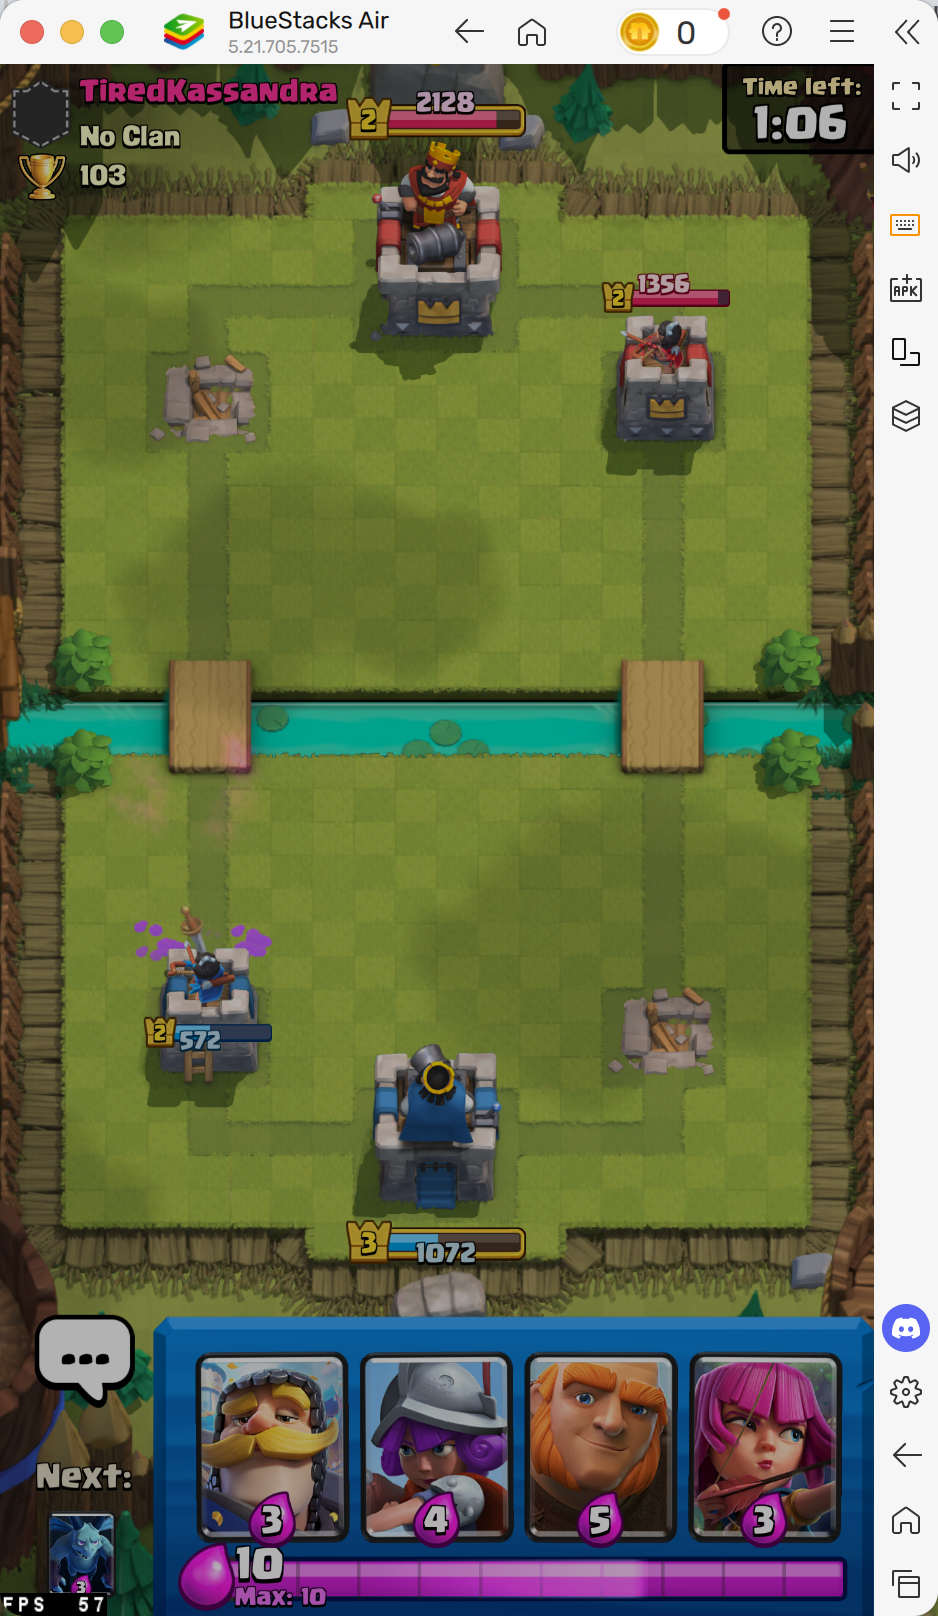 BlueStacks Air
5.21.705.7515
0
TiredKassandra
No Clan
103
2
2128
Time left:
1:06
2
1356
APK
2
572
3
1072
...
Next:
3
3
4
5
3
10
Max: 10
FPS 57